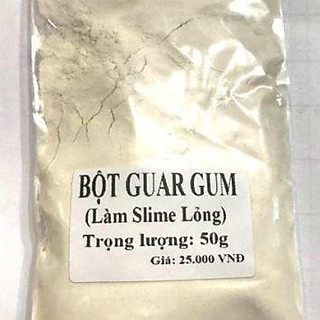 BỘT GUAR GUM
(Làm Slime Lỏng)
Trọng lượng: 50g
Giá: 25.000 VNĐ